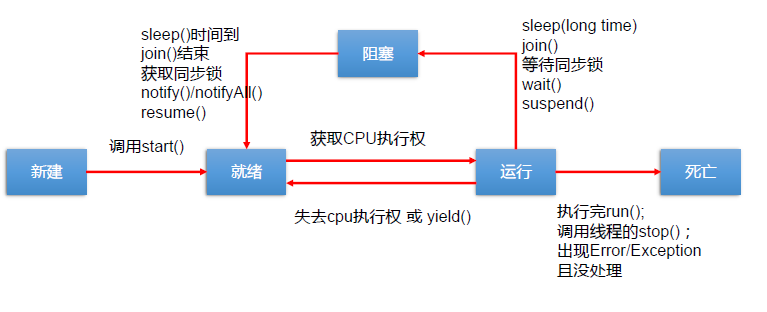 sleep()时间到
join()结束
获取同步锁
notify()/notifyAll()
resume()
阻塞
sleep(long time)
join()
等待同步锁
wait()
suspend()
新建
调用start()
就绪
获取CPU执行权
运行
死亡
失去cpu执行权 或 yield()
执行完run();
调用线程的stop()；
出现Error/Exception
且没处理